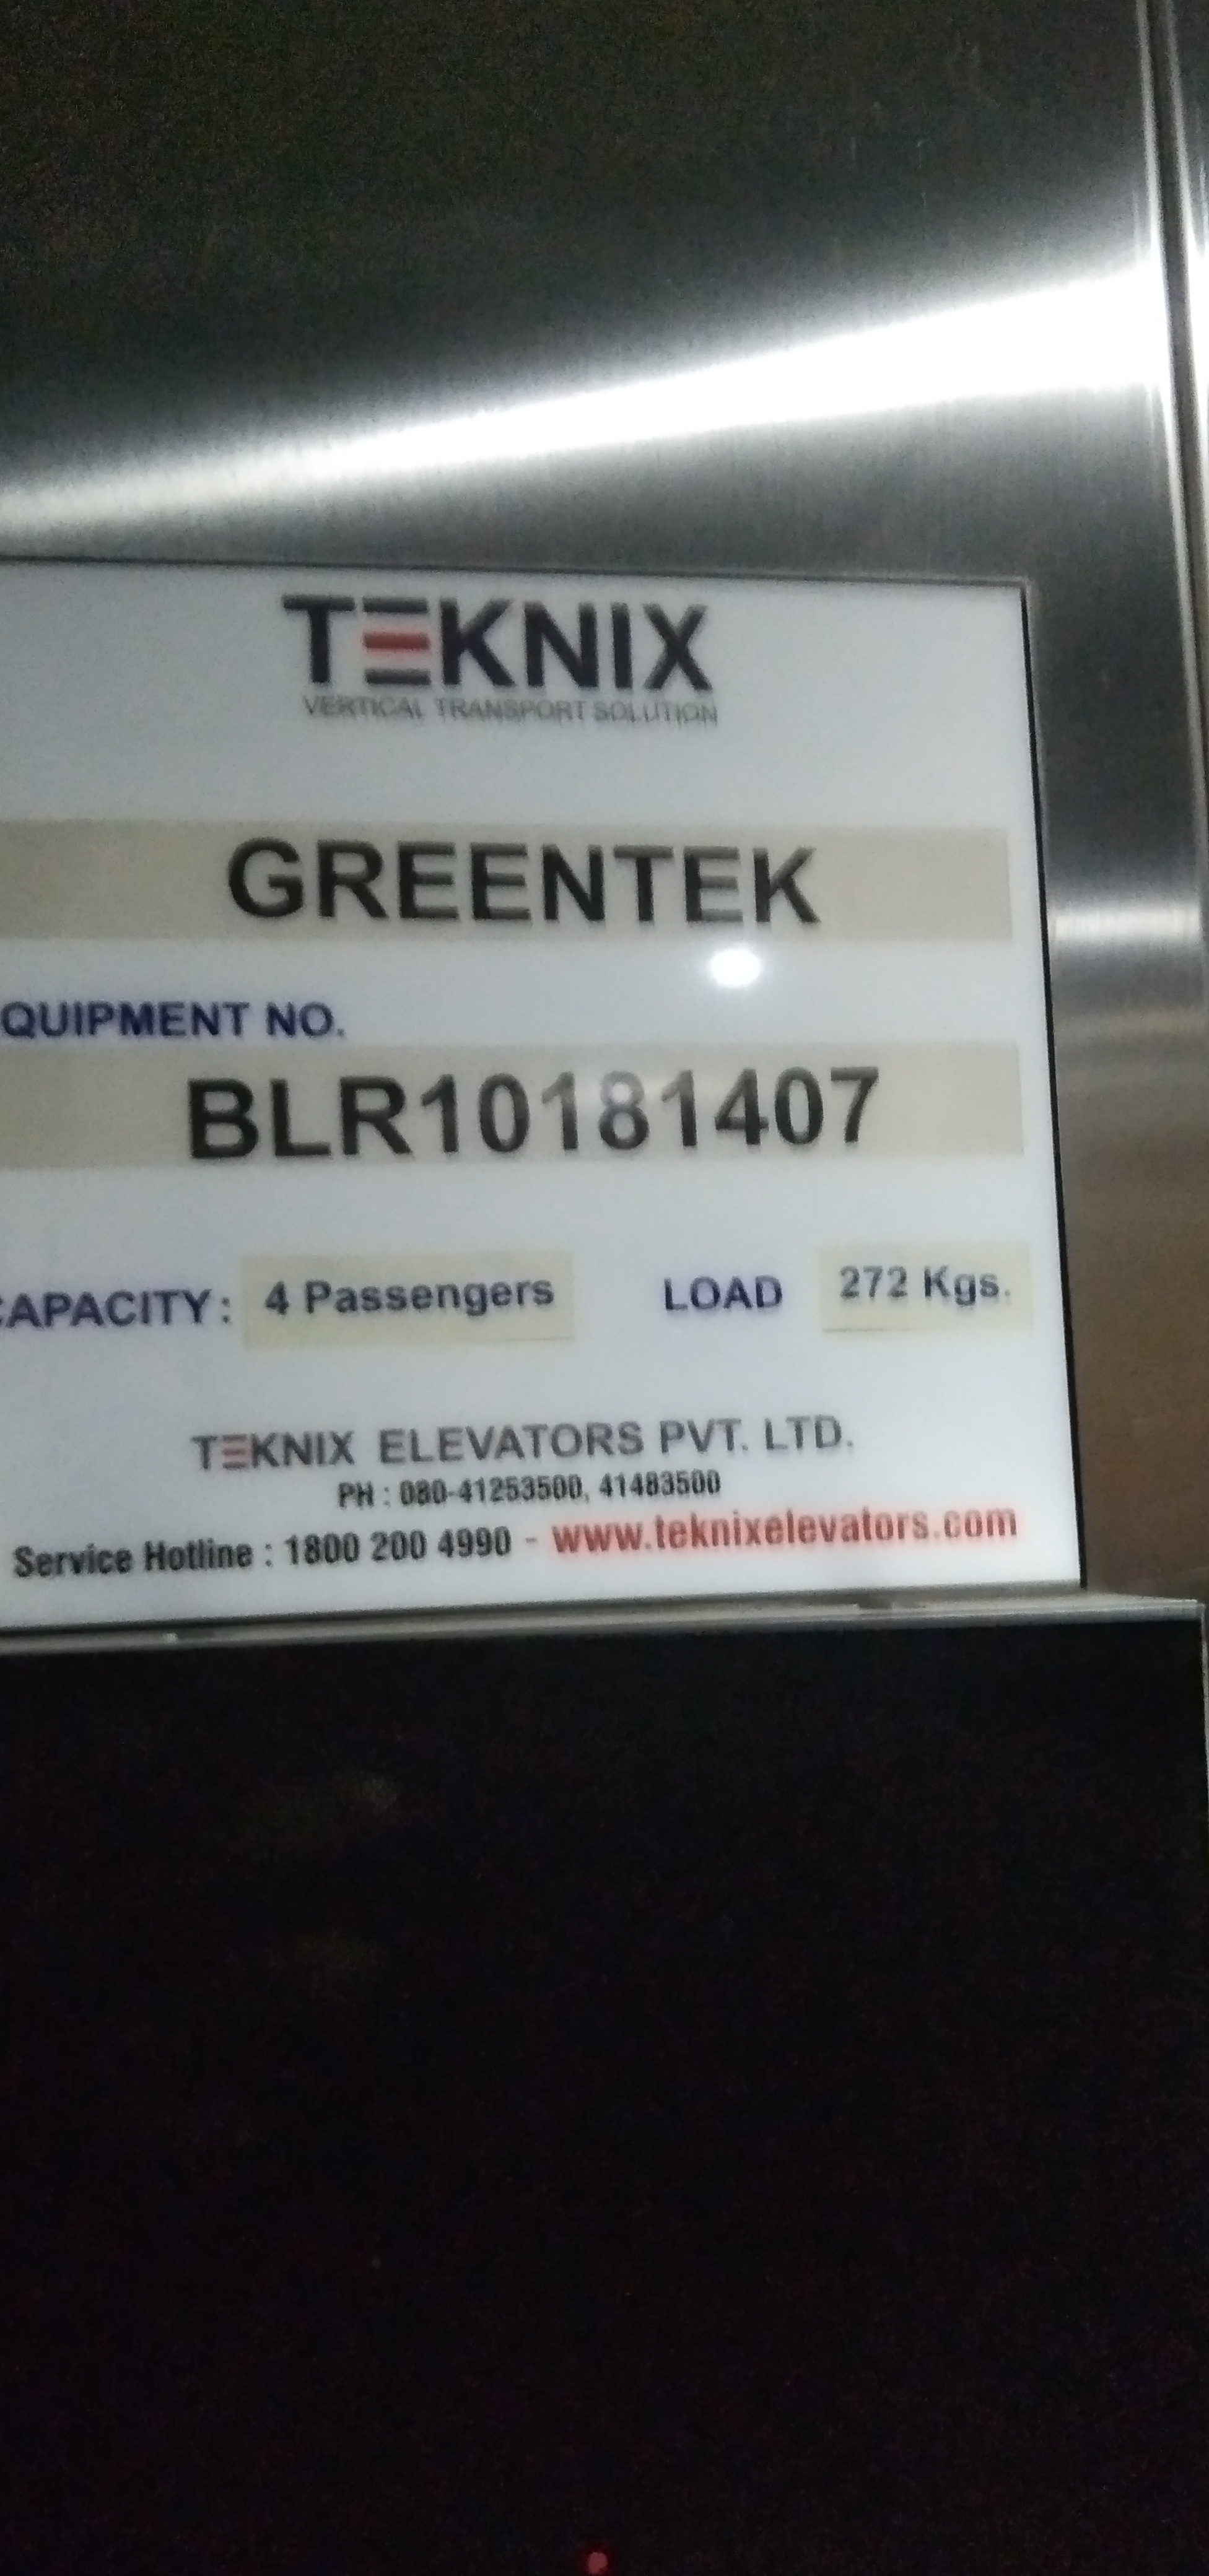 TEKNIX
VERTICAL TRANSPORT SOLUTION
GREENTEK
QUIPMENT NO.
BLR10181407
CAPACITY: 4 Passengers LOAD 272 Kgs.
TEKNIX ELEVATORS PVT. LTD.
PH : 080-41253500, 41483500
Service Hotline : 1800 200 4990 - www.teknixelevators.com